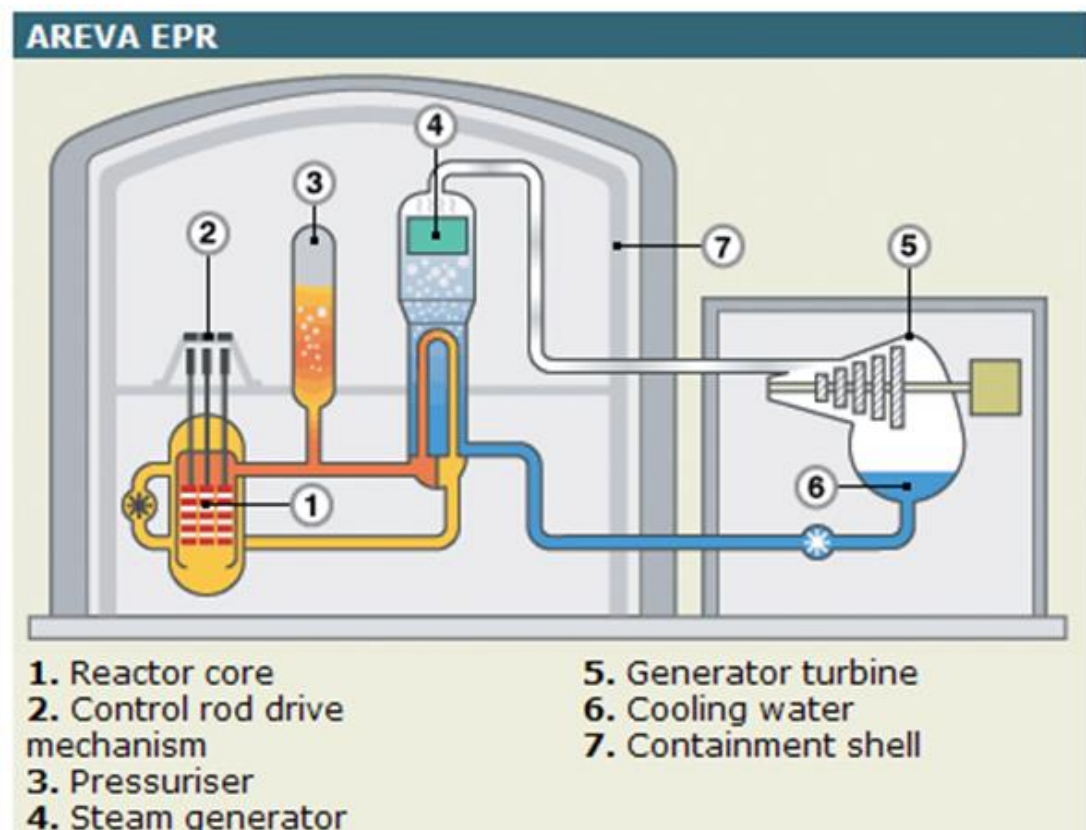 AREVA EPR
4
3
2
7
5
1
6
1. Reactor core
2. Control rod drive
mechanism
3. Pressuriser
4. Steam generator
5. Generator turbine
6. Cooling water
7. Containment shell